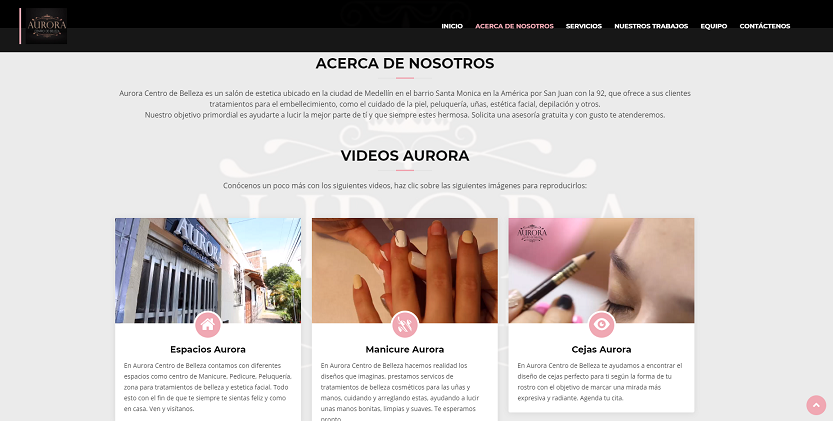 AURORA
INICIO ACERCA DE NOSOTROS SERVICIOS NUESTROS TRABAJOS EQUIPO CONTÁCTENOS
ACERCA DE NOSOTROS
Aurora Centro de Belleza es un salón de estetica ubicado en la ciudad de Medellín en el barrio Santa Monica en la América por San Juan con la 92, que ofrece a sus clientes
tratamientos para el embellecimiento, como el cuidado de la piel, peluquería, uñas, estética facial, depilación y otros.
Nuestro objetivo primordial es ayudarte a lucir la mejor parte de tí y que siempre estes hermosa. Solicita una asesoría gratuita y con gusto te atenderemos.
VIDEOS AURORA
Conócenos un poco más con los siguientes videos, haz clic sobre las siguientes imágenes para reproducirlos:
AURORA
AURORA
Centro de Belleza
AURORA
Espacios Aurora
En Aurora Centro de Belleza contamos con diferentes
espacios como centro de Manicure, Pedicure, Peluquería,
zona para tratamientos de belleza y estetica facial. Todo
esto con el fin de que te siempre te sientas feliz y como
en casa. Ven y visítanos.
Manicure Aurora
En Aurora Centro de Belleza hacemos realidad los
diseños que imaginas, prestamos servicos de
tratamientos de belleza cosméticos para las uñas y
manos, cuidando y arreglando estas, ayudando a lucir
unas manos bonitas, limpias y suaves. Te esperamos
pronto
Cejas Aurora
En Aurora Centro de Belleza te ayudamos a encontrar el
diseño de cejas perfecto para ti según la forma de tu
rostro con el objetivo de marcar una mirada más
expresiva y radiante. Agenda tu cita.